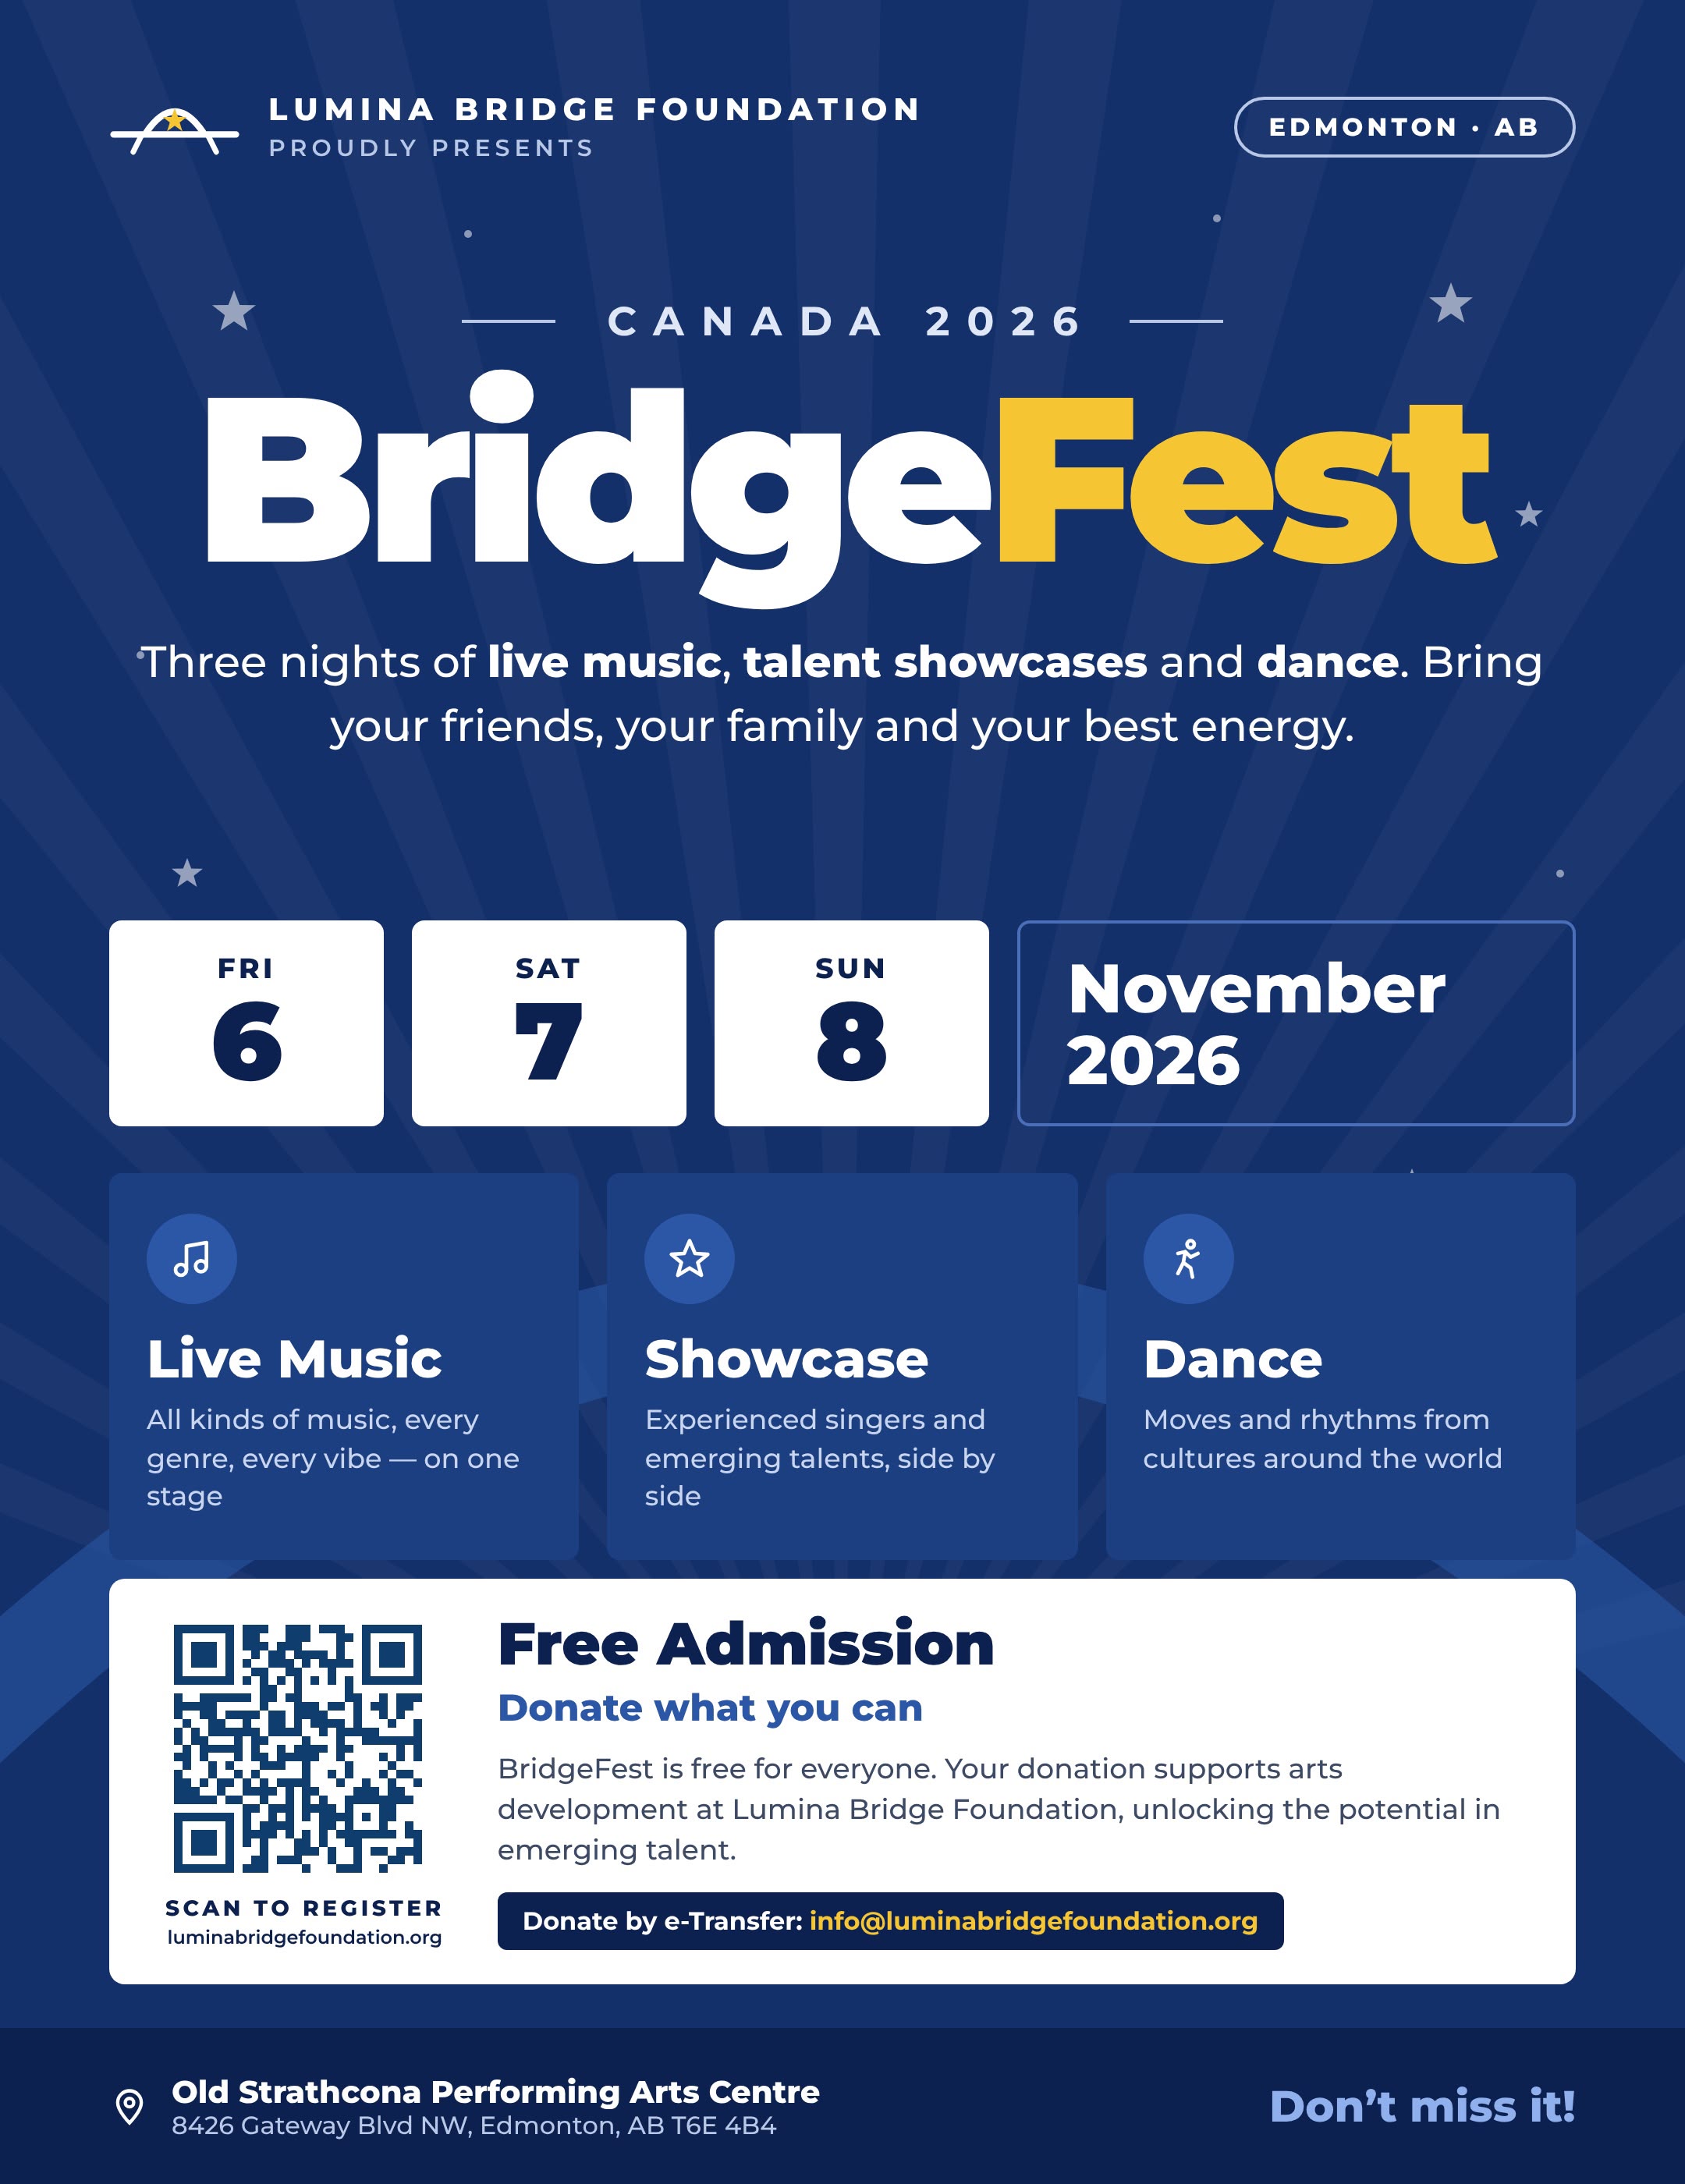 LUMINA BRIDGE FOUNDATION
PROUDLY PRESENTS
EDMONTON • AB
CANADA 2026
BridgeFest
Three nights of live music, talent showcases and dance. Bring
your friends, your family and your best energy.
FRI
6
SAT
7
SUN
8
November
2026
Live Music
All kinds of music, every
genre, every vibe — on one
stage
Showcase
Experienced singers and
emerging talents, side by
side
Dance
Moves and rhythms from
cultures around the world
SCAN TO REGISTER
luminabridgefoundation.org
Free Admission
Donate what you can
BridgeFest is free for everyone. Your donation supports arts
development at Lumina Bridge Foundation, unlocking the potential in
emerging talent.
Donate by e-Transfer: info@luminabridgefoundation.org
Old Strathcona Performing Arts Centre
8426 Gateway Blvd NW, Edmonton, AB T6E 4B4
Don’t miss it!